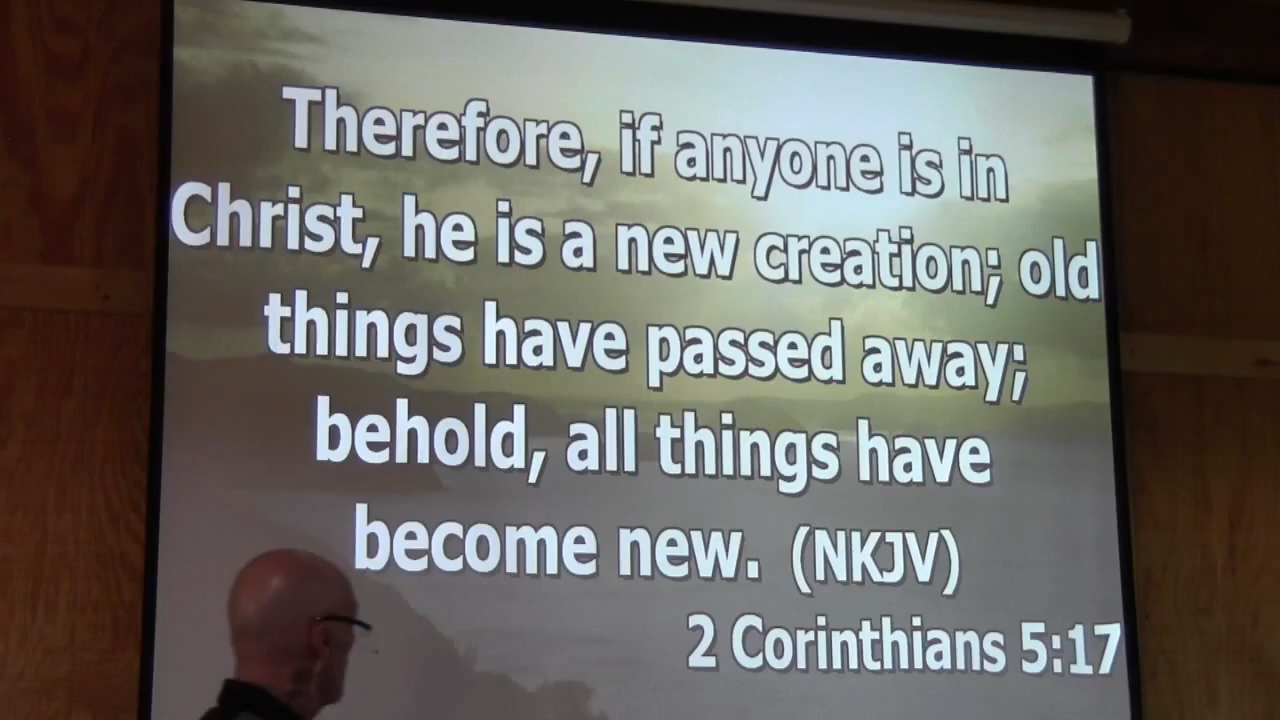 Therefore, if anyone is in
Christ, he is a new creation; old
things have passed away;
behold, all things have
become new. (NKJV)
2 Corinthians 5:17